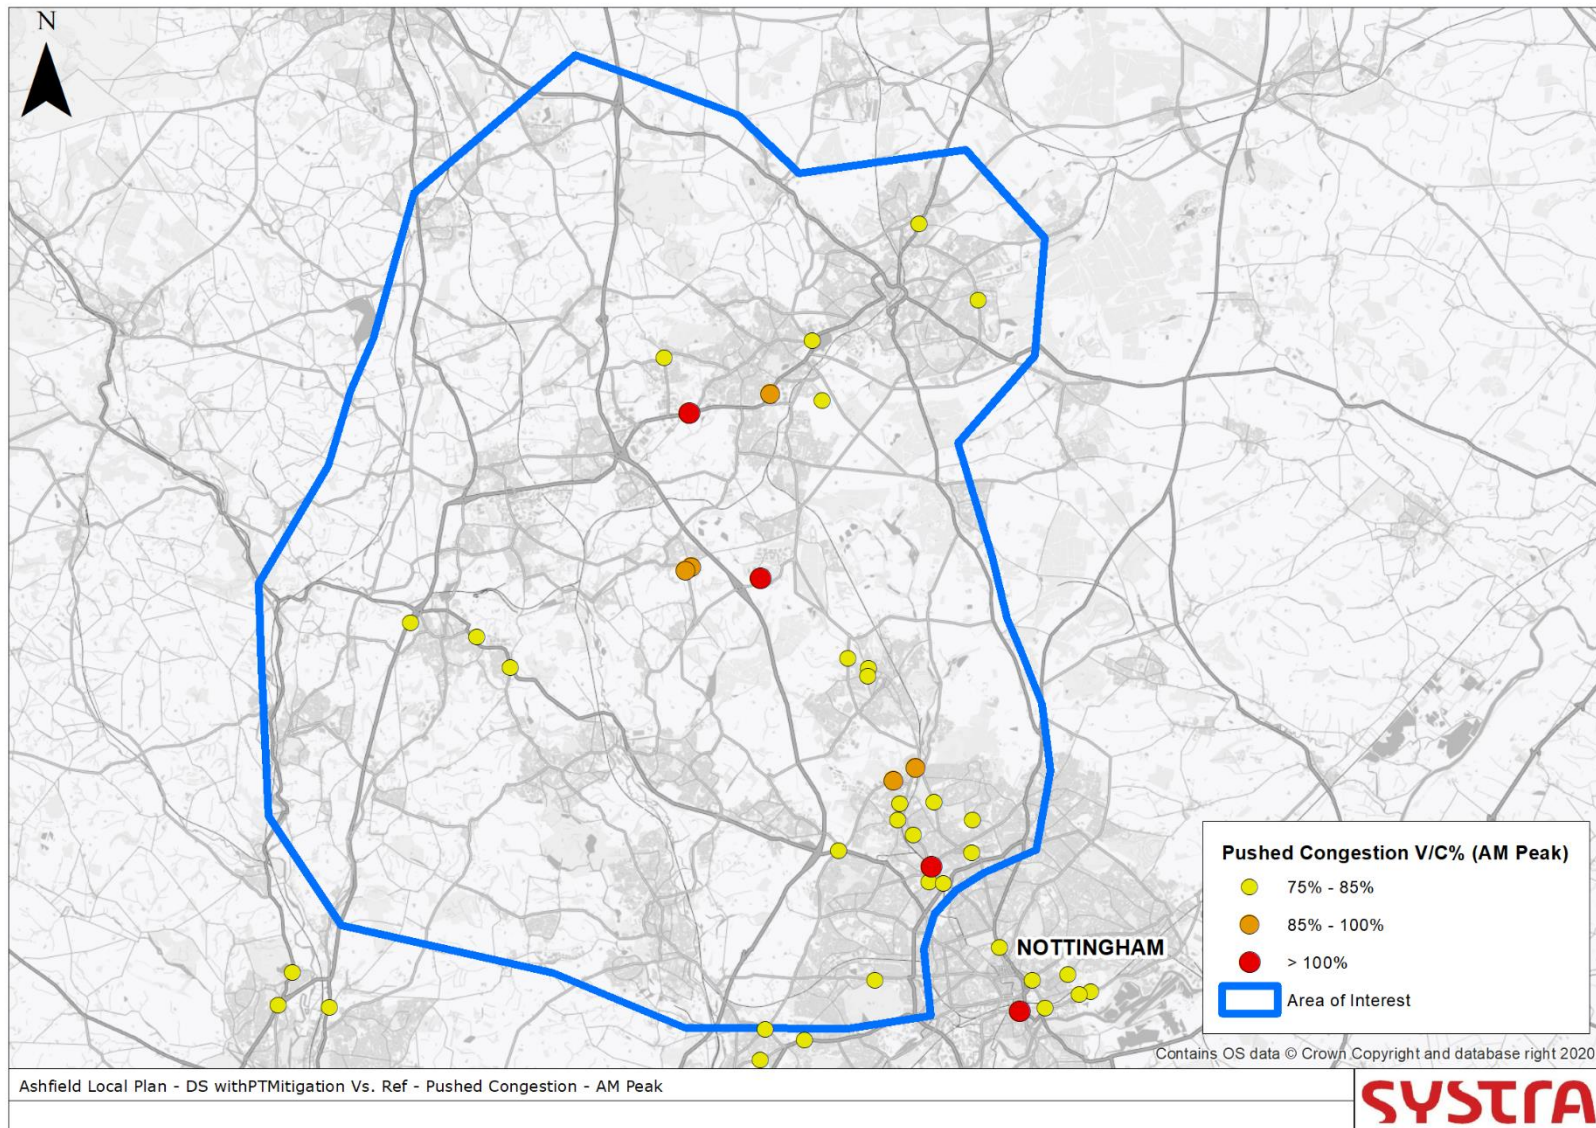 N
NOTTINGHAM
Pushed Congestion V/C% (AM Peak)
75% - 85%
85% - 100%
> 100%
Area of Interest
Contains OS data © Crown Copyright and database right 2020
Ashfield Local Plan - DS withPTMitigation Vs. Ref - Pushed Congestion - AM Peak
SYSTRA